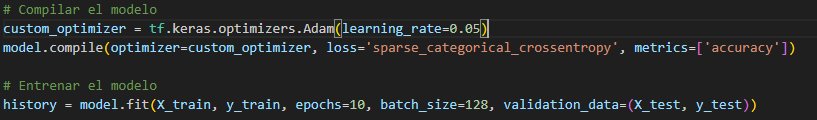 # Compilar el modelo
custom_optimizer = tf.keras.optimizers.Adam(learning_rate=0.05)
model.compile(optimizer=custom_optimizer, loss='sparse_categorical_crossentropy', metrics=['accuracy'])
# Entrenar el modelo
history = model.fit(X_train, y_train, epochs=10, batch_size=128, validation_data=(X_test, y_test))